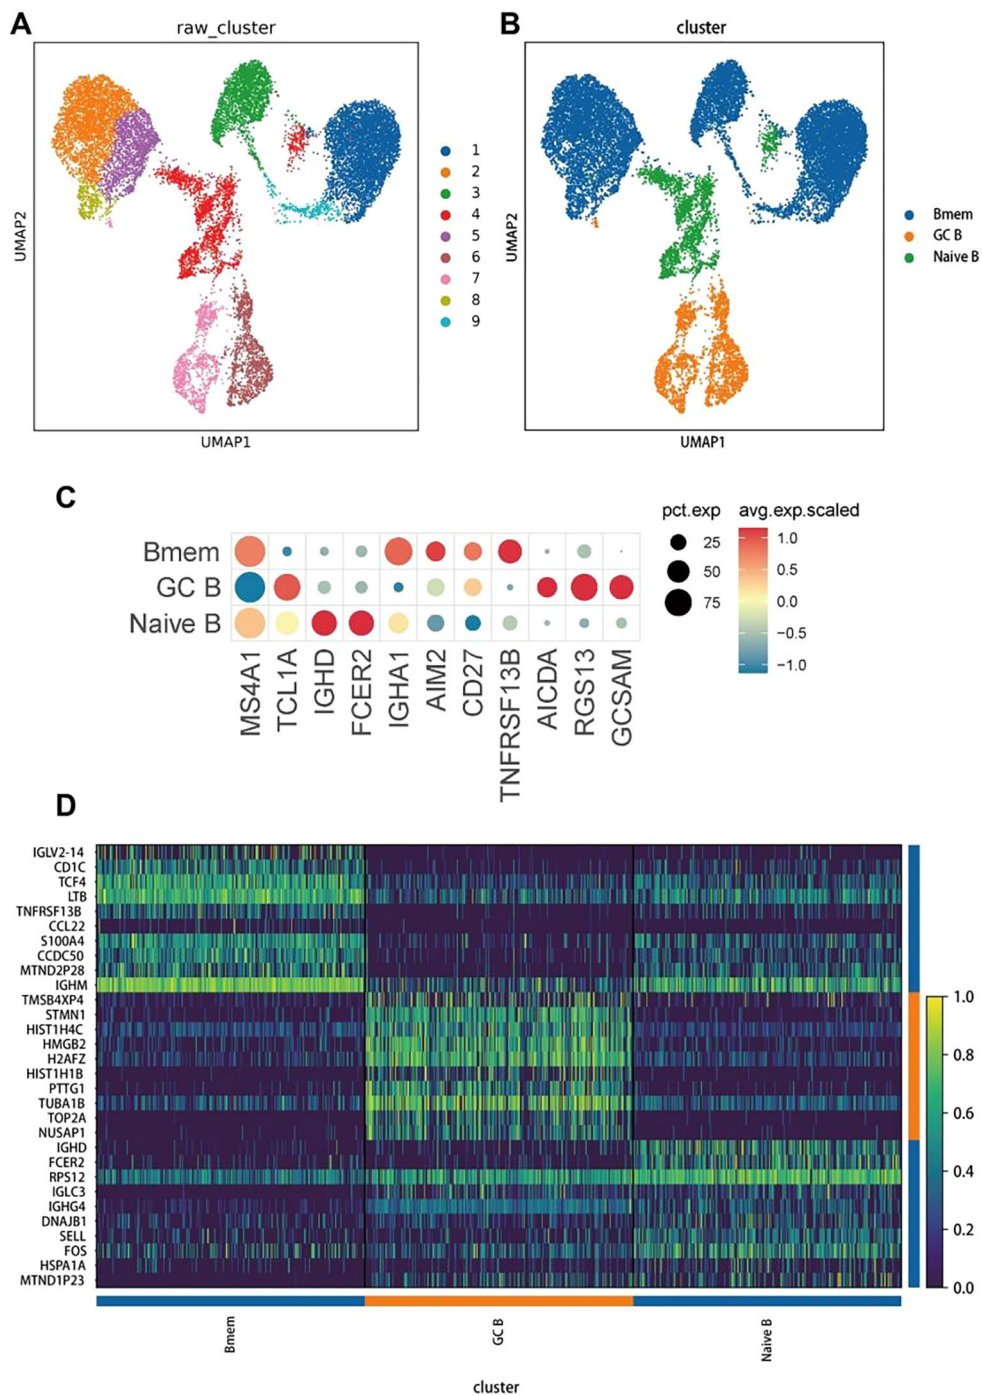 A
raw_cluster
UMAP2
UMAP1
1
2
3
4
5
6
7
8
9
B
cluster
UMAP2
UMAP1
Bmem
GC B
Naive B
C
Bmem
GC B
Naive B
MS4A1
TCL1A
IGHD
FCER2
IGHA1
AIM2
CD27
TNFRSF13B
AICDA
RGS13
GCSAM
pct.exp
25
50
75
avg.exp.scaled
1.0
0.5
0.0
−0.5
−1.0
D
IGLV2-14
CD1C
TCF4
LTB
TNFRSF13B
CCL22
S100A4
CCDC50
MTND2P28
IGHM
TMSB4XP4
STMN1
HIST1H4C
HMGB2
H2AFZ
HIST1H1B
PTTG1
TUBA1B
TOP2A
NUSAP1
IGHD
FCER2
RPS12
IGLC3
IGHG4
DNAJB1
SELL
FOS
HSPA1A
MTND1P23
1.0
0.8
0.6
0.4
0.2
0.0
Bmem
GC B
Naive B
cluster